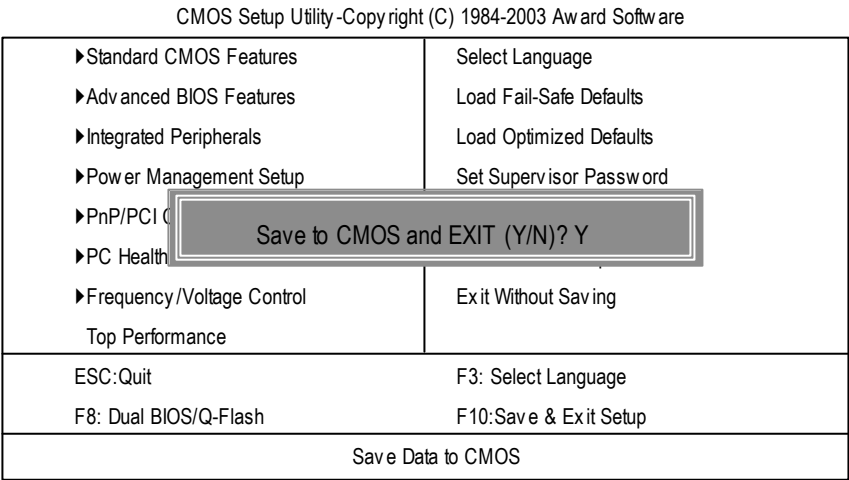 CMOS Setup Utility-Copyright (C) 1984-2003 Award Software
▶Standard CMOS Features
▶Advanced BIOS Features
▶Integrated Peripherals
▶Power Management Setup
▶PnP/PCI
▶PC Health
▶Frequency/Voltage Control
Top Performance
Select Language
Load Fail-Safe Defaults
Load Optimized Defaults
Set Supervisor Password
Exit Without Saving
Save to CMOS and EXIT (Y/N)? Y
ESC:Quit
F3: Select Language
F8: Dual BIOS/Q-Flash
F10:Save & Exit Setup
Save Data to CMOS